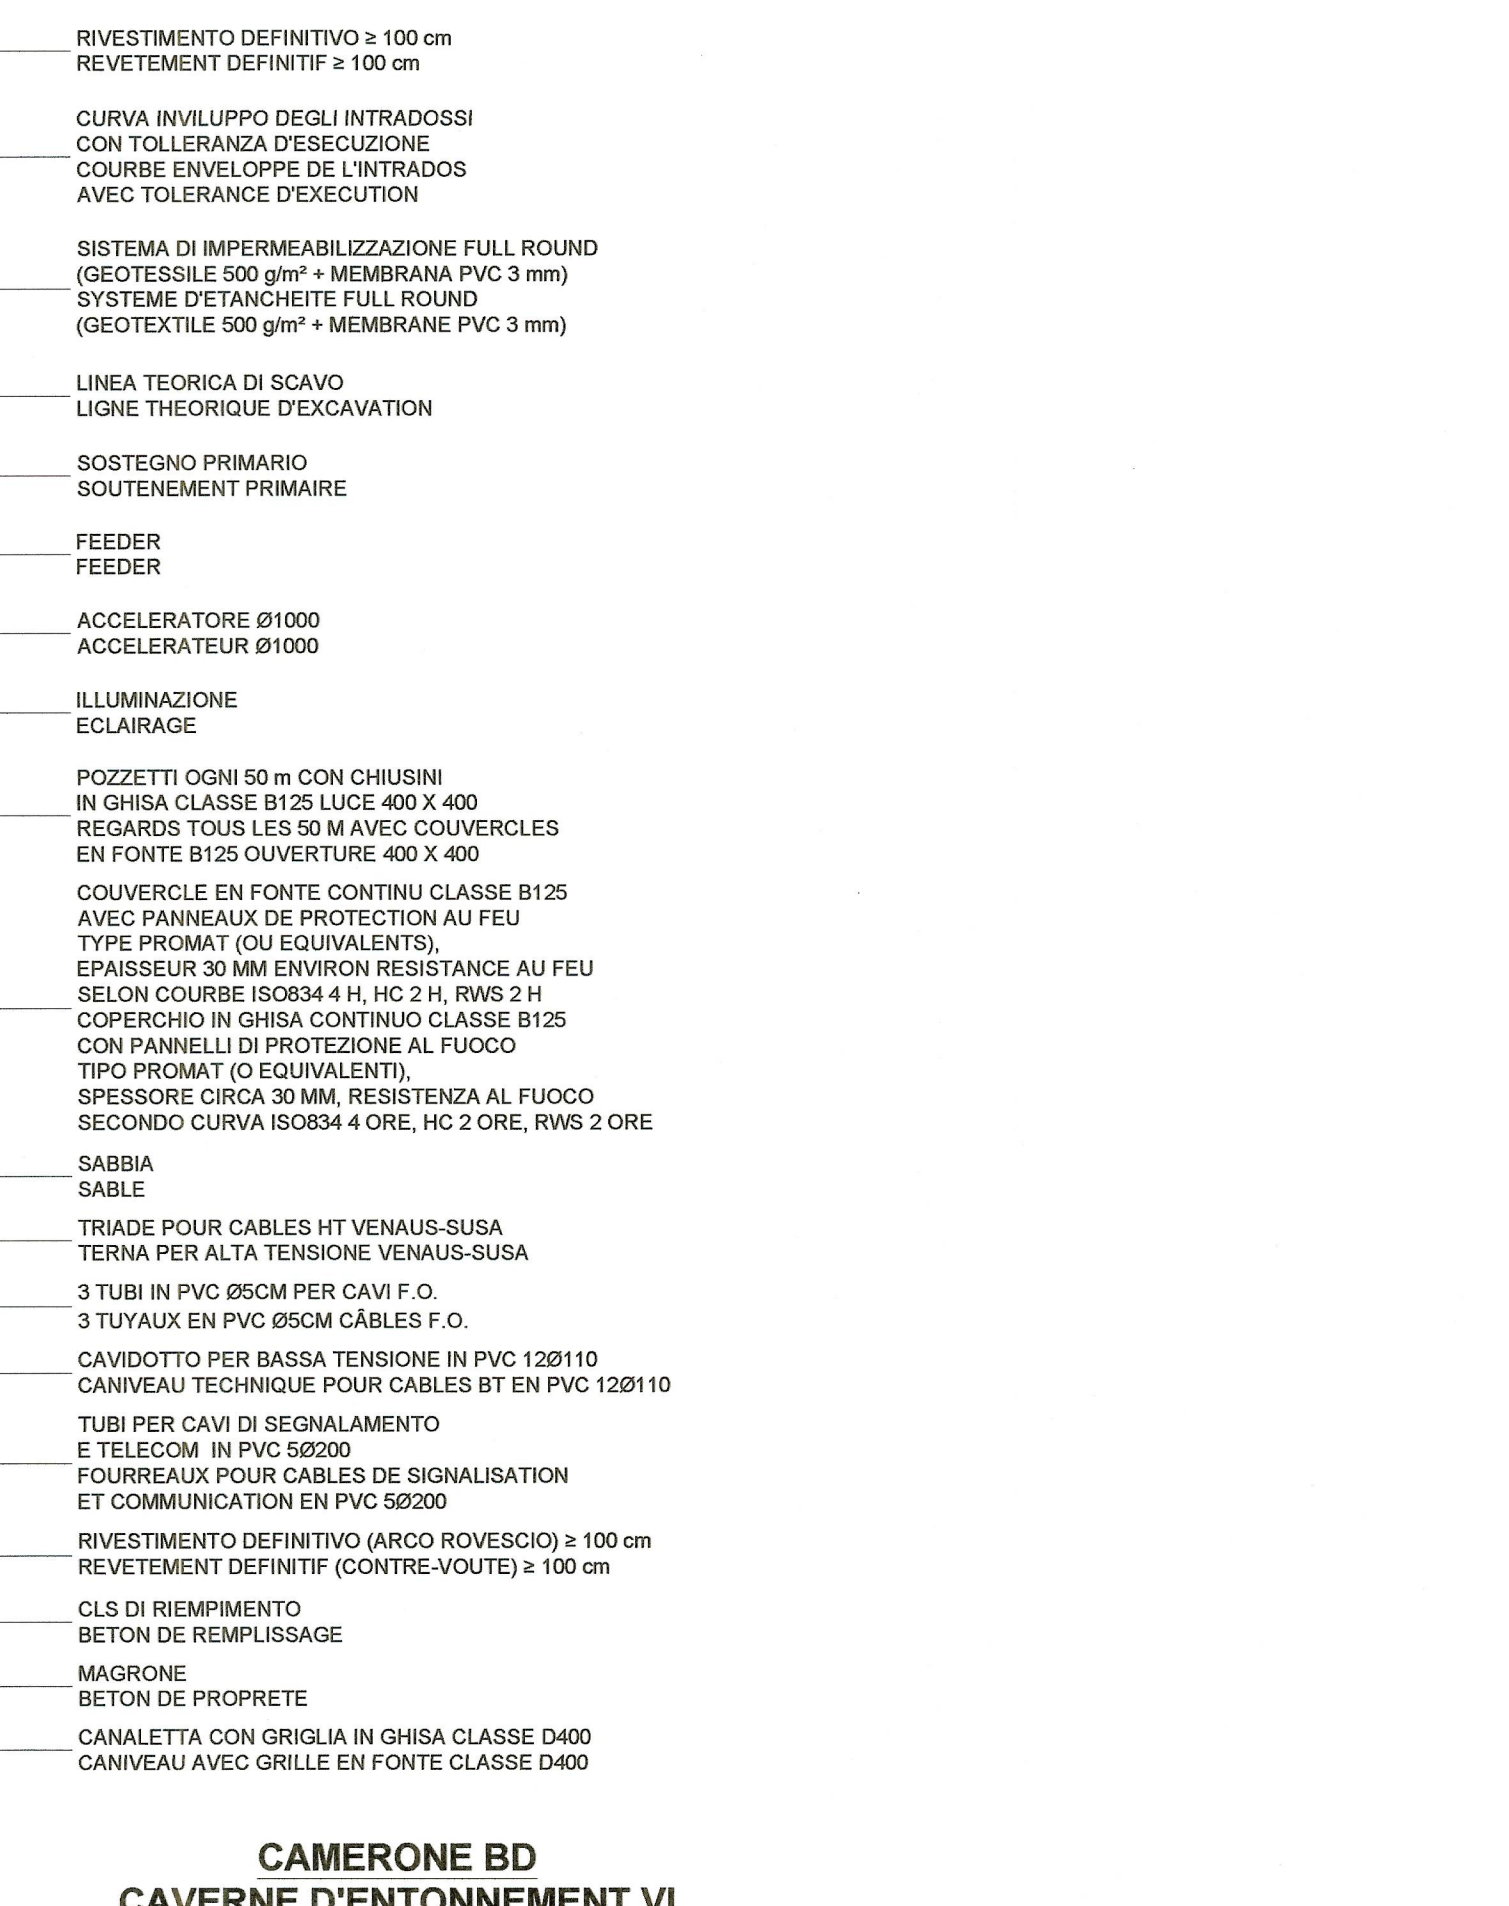 RIVESTIMENTO DEFINITIVO ≥ 100 cm
REVETEMENT DEFINITIF ≥ 100 cm
CURVA INVILUPPO DEGLI INTRADOSSI
CON TOLLERANZA D'ESECUZIONE
COURBE ENVELOPPE DE L'INTRADOS
AVEC TOLERANCE D'EXECUTION
SISTEMA DI IMPERMEABILIZZAZIONE FULL ROUND
(GEOTESSILE 500 g/m² + MEMBRANA PVC 3 mm)
SYSTEME D'ETANCHEITE FULL ROUND
(GEOTEXTILE 500 g/m² + MEMBRANE PVC 3 mm)
LINEA TEORICA DI SCAVO
LIGNE THEORIQUE D'EXCAVATION
SOSTEGNO PRIMARIO
SOUTENEMENT PRIMAIRE
FEEDER
FEEDER
ACCELERATORE Ø1000
ACCELERATEUR Ø1000
ILLUMINAZIONE
ECLAIRAGE
POZZETTI OGNI 50 m CON CHIUSINI
IN GHISA CLASSE B125 LUCE 400 X 400
REGARDS TOUS LES 50 M AVEC COUVERCLES
EN FONTE B125 OUVERTURE 400 X 400
COUVERCLE EN FONTE CONTINU CLASSE B125
AVEC PANNEAUX DE PROTECTION AU FEU
TYPE PROMAT (OU EQUIVALENTS),
EPAISSEUR 30 MM ENVIRON RESISTANCE AU FEU
SELON COURBE ISO834 4 H, HC 2 H, RWS 2 H
COPERCHIO IN GHISA CONTINUO CLASSE B125
CON PANNELLI DI PROTEZIONE AL FUOCO
TIPO PROMAT (O EQUIVALENTI),
SPESSORE CIRCA 30 MM, RESISTENZA AL FUOCO
SECONDO CURVA ISO834 4 ORE, HC 2 ORE, RWS 2 ORE
SABBIA
SABLE
TRIADE POUR CABLES HT VENAUS-SUSA
TERNA PER ALTA TENSIONE VENAUS-SUSA
3 TUBI IN PVC Ø5CM PER CAVI F.O.
3 TUYAUX EN PVC Ø5CM CÂBLES F.O.
CAVIDOTTO PER BASSA TENSIONE IN PVC 12Ø110
CANIVEAU TECHNIQUE POUR CABLES BT EN PVC 12Ø110
TUBI PER CAVI DI SEGNALAMENTO
E TELECOM IN PVC 5Ø200
FOURREAUX POUR CABLES DE SIGNALISATION
ET COMMUNICATION EN PVC 5Ø200
RIVESTIMENTO DEFINITIVO (ARCO ROVESCIO) ≥ 100 cm
REVETEMENT DEFINITIF (CONTRE-VOUTE) ≥ 100 cm
CLS DI RIEMPIMENTO
BETON DE REMPLISSAGE
MAGRONE
BETON DE PROPRETE
CANALETTA CON GRIGLIA IN GHISA CLASSE D400
CANIVEAU AVEC GRILLE EN FONTE CLASSE D400
CAMERONE BD
CAVERNE D'ENTONNEMENT VI